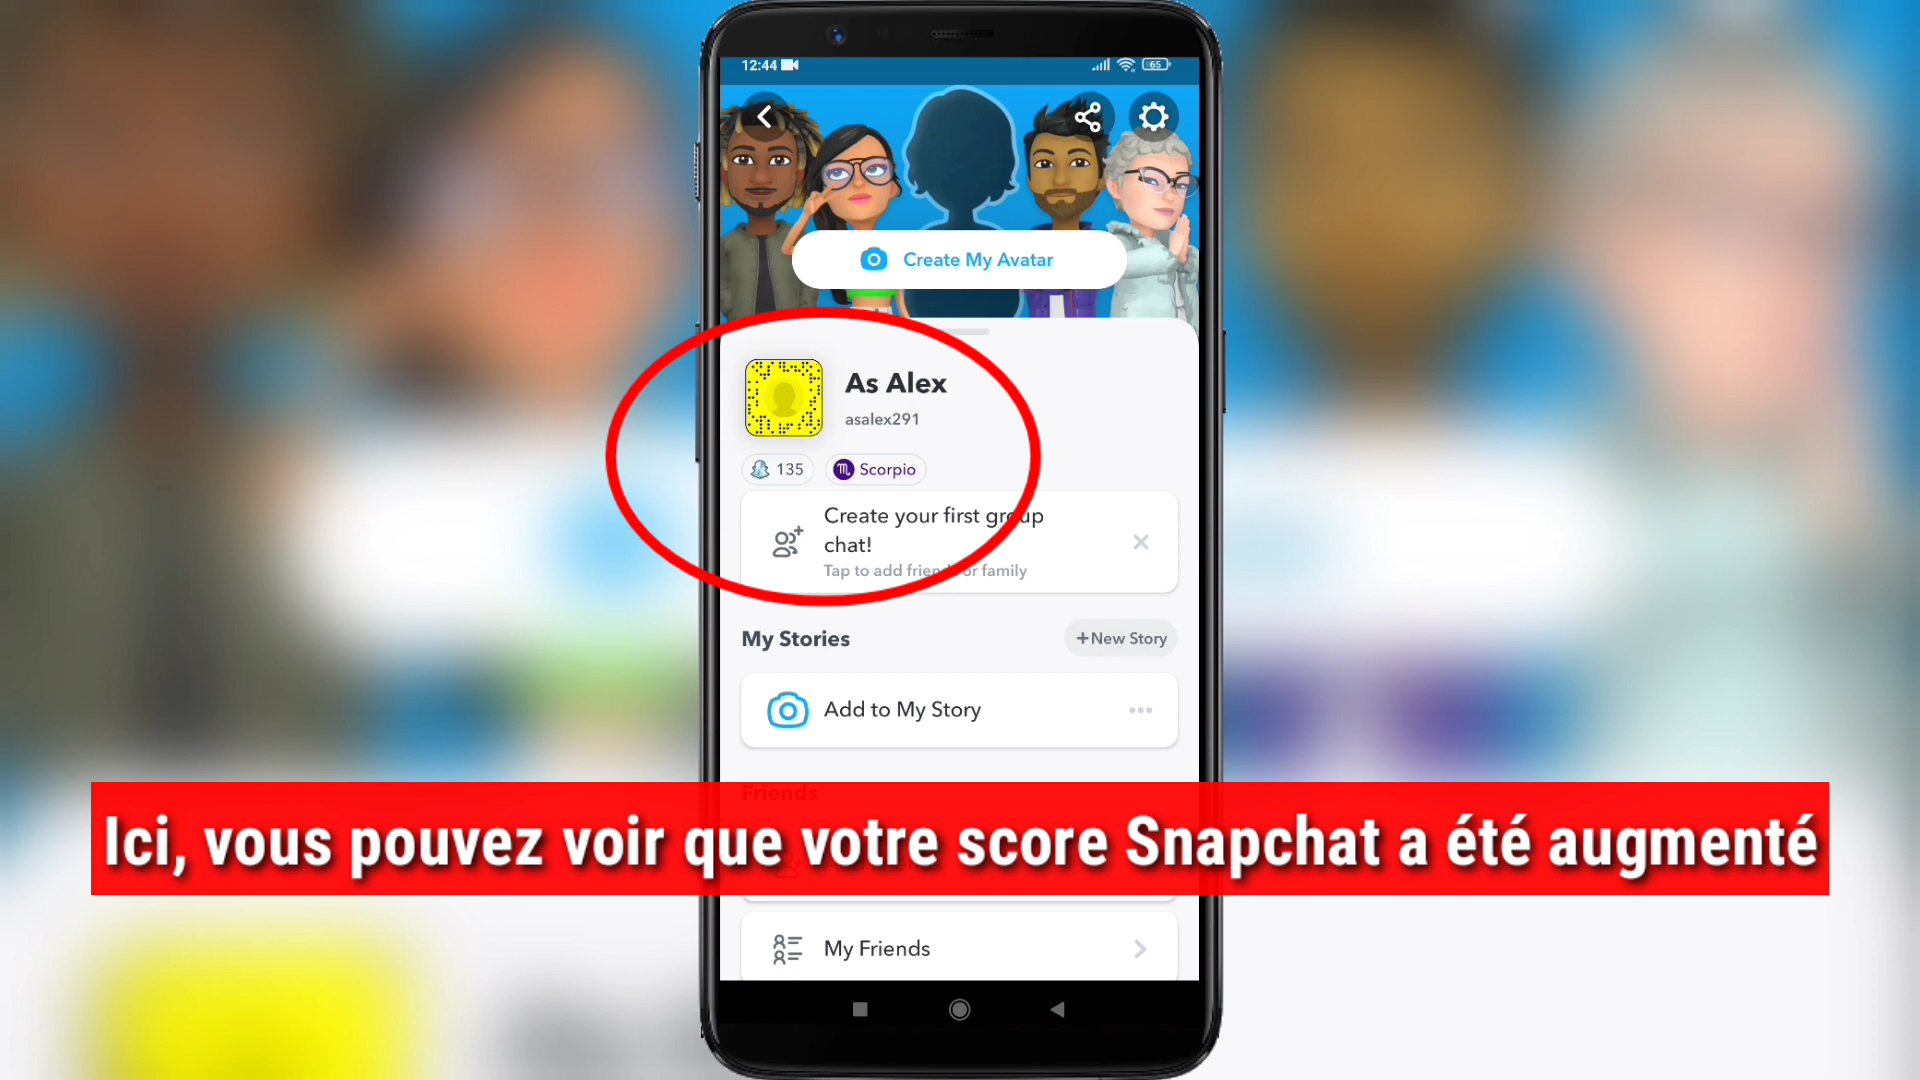 12:44
65
Create My Avatar
As Alex
asalex291
135
Scorpio
Create your first group
chat!
Tap to add friends or family
My Stories
+New Story
Add to My Story
Friends
Ici, vous pouvez voir que votre score Snapchat a été augmenté
My Friends